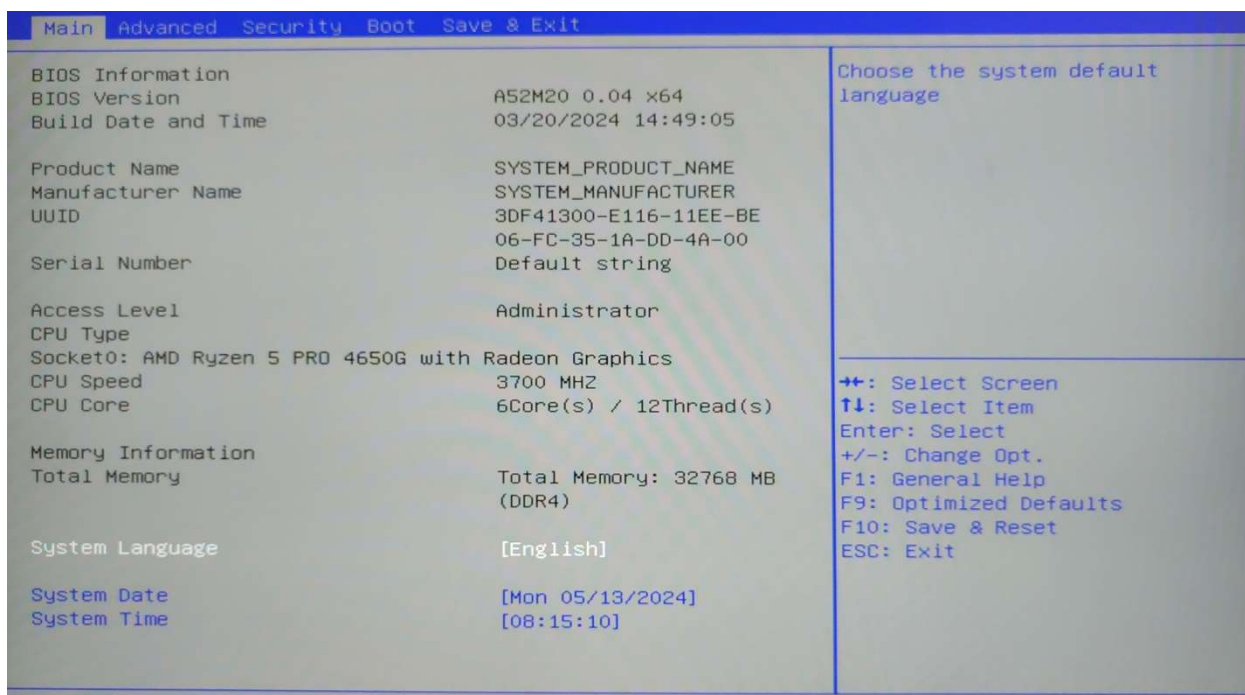 Main Advanced Security Boot Save & Exit
BIOS Information
BIOS Version A52M20 0.04 x64
Build Date and Time 03/20/2024 14:49:05
Product Name SYSTEM_PRODUCT_NAME
Manufacturer Name SYSTEM_MANUFACTURER
UUID 3DF41300-E116-11EE-BE
06-FC-35-1A-DD-4A-00
Serial Number Default string
Access Level Administrator
CPU Type
Socket0: AMD Ryzen 5 PRO 4650G with Radeon Graphics
CPU Speed 3700 MHZ
CPU Core 6Core(s) / 12Thread(s)
Memory Information
Total Memory Total Memory: 32768 MB
(DDR4)
System Language [English]
System Date [Mon 05/13/2024]
System Time [08:15:10]
Choose the system default
language
→←: Select Screen
↑↓: Select Item
Enter: Select
+/-: Change Opt.
F1: General Help
F9: Optimized Defaults
F10: Save & Reset
ESC: Exit